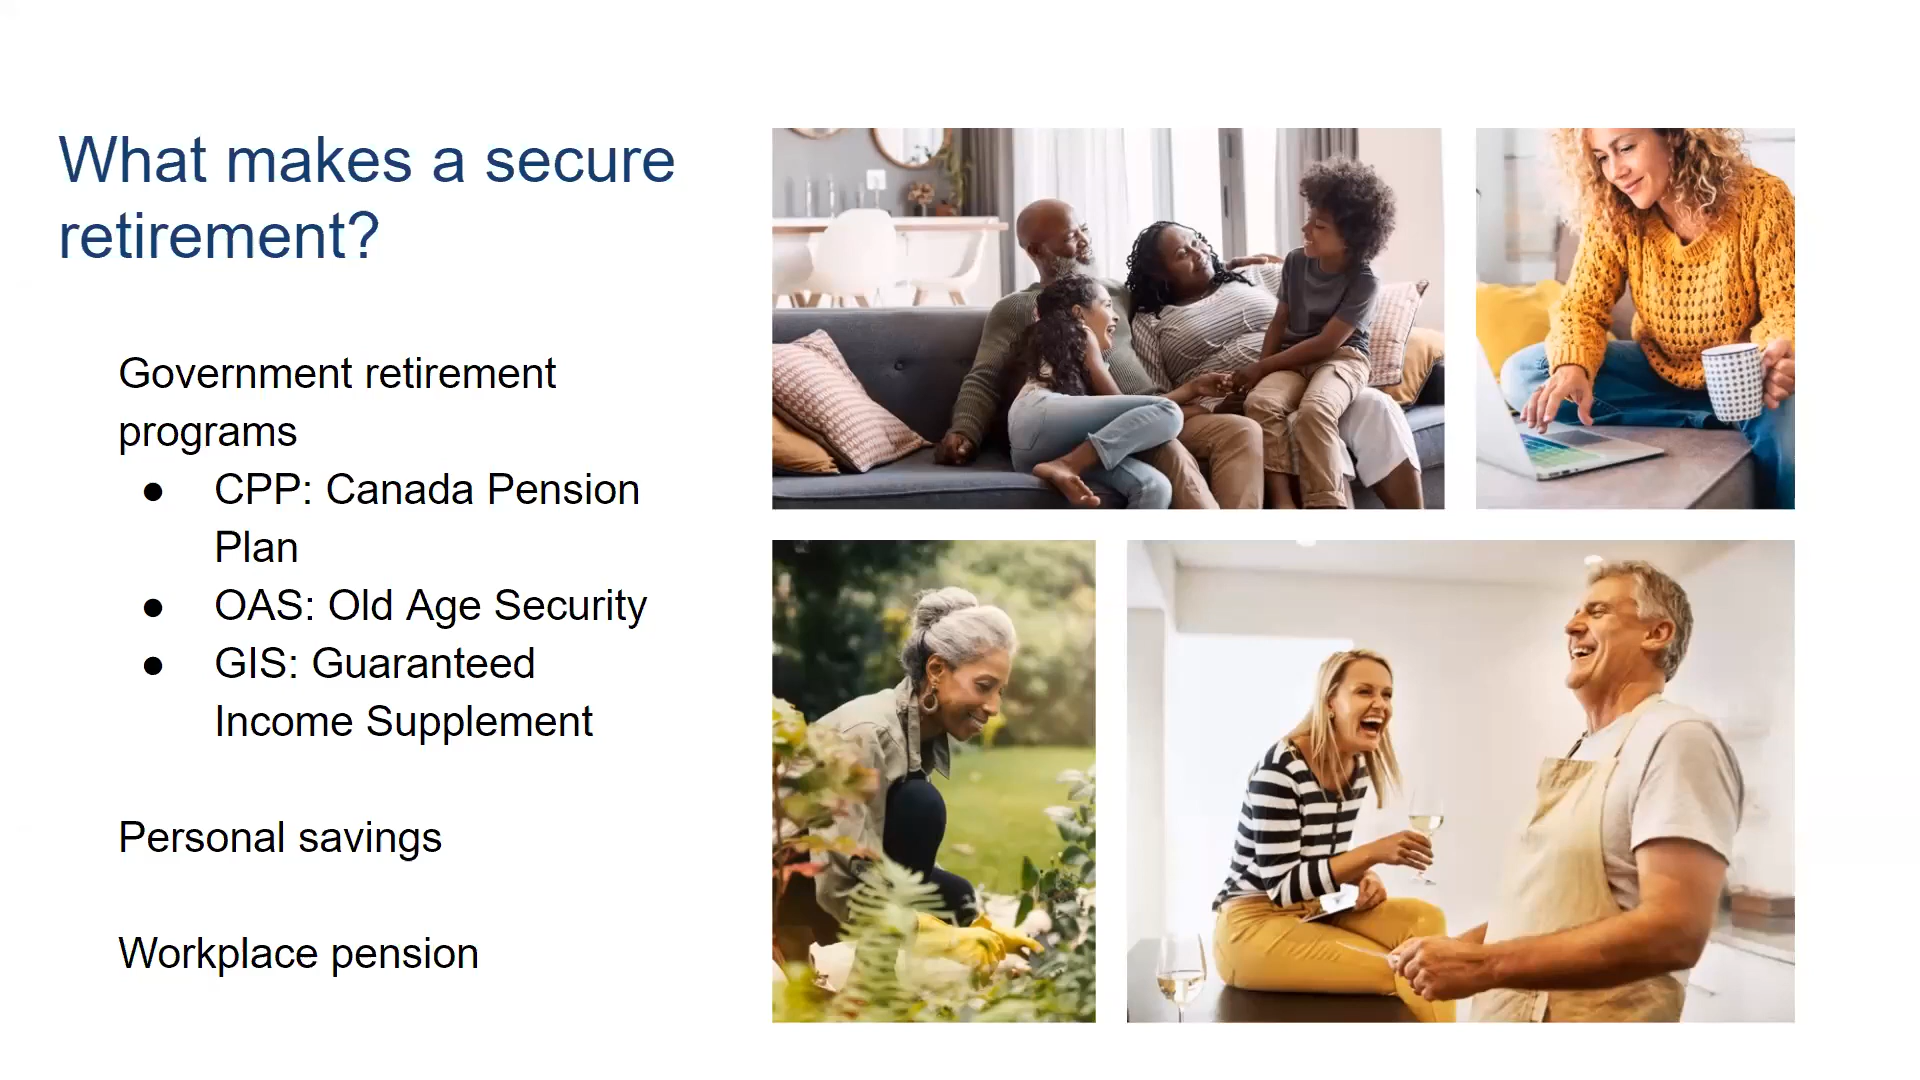 What makes a secure
retirement?
Government retirement
programs
● CPP: Canada Pension
Plan
● OAS: Old Age Security
● GIS: Guaranteed
Income Supplement
Personal savings
Workplace pension